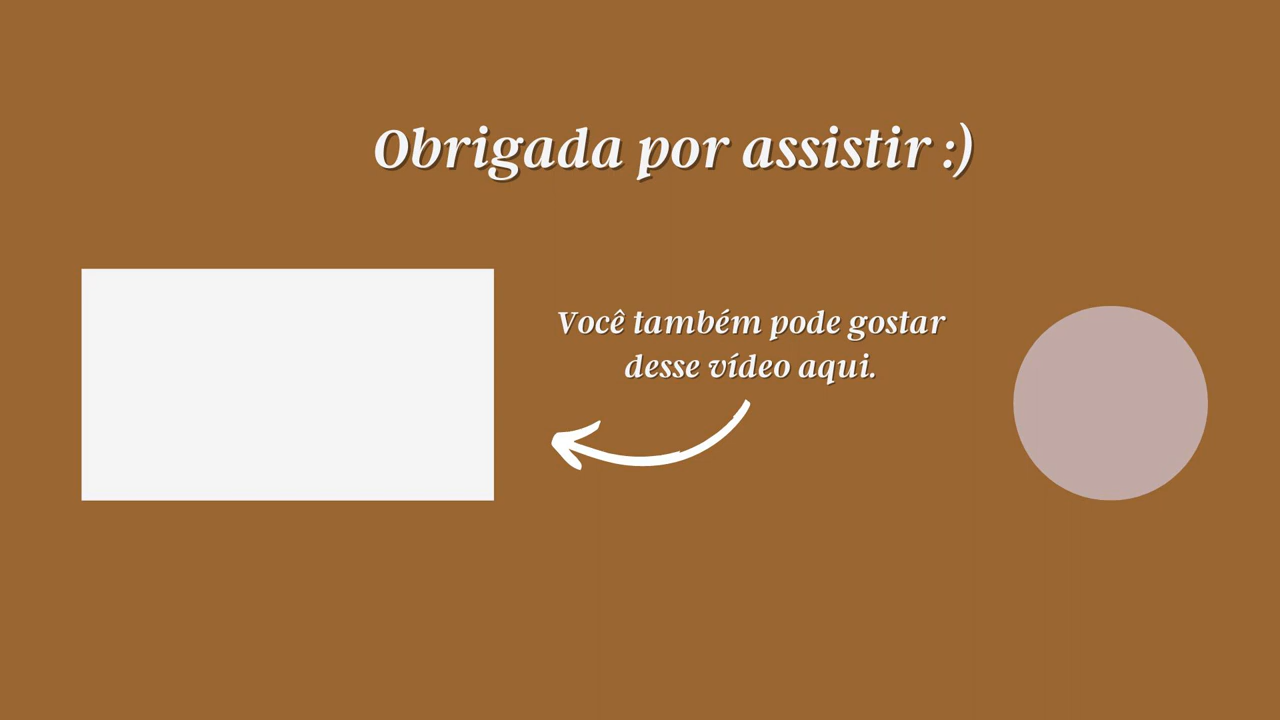 Obrigada por assistir :)
Você também pode gostar
desse vídeo aqui.